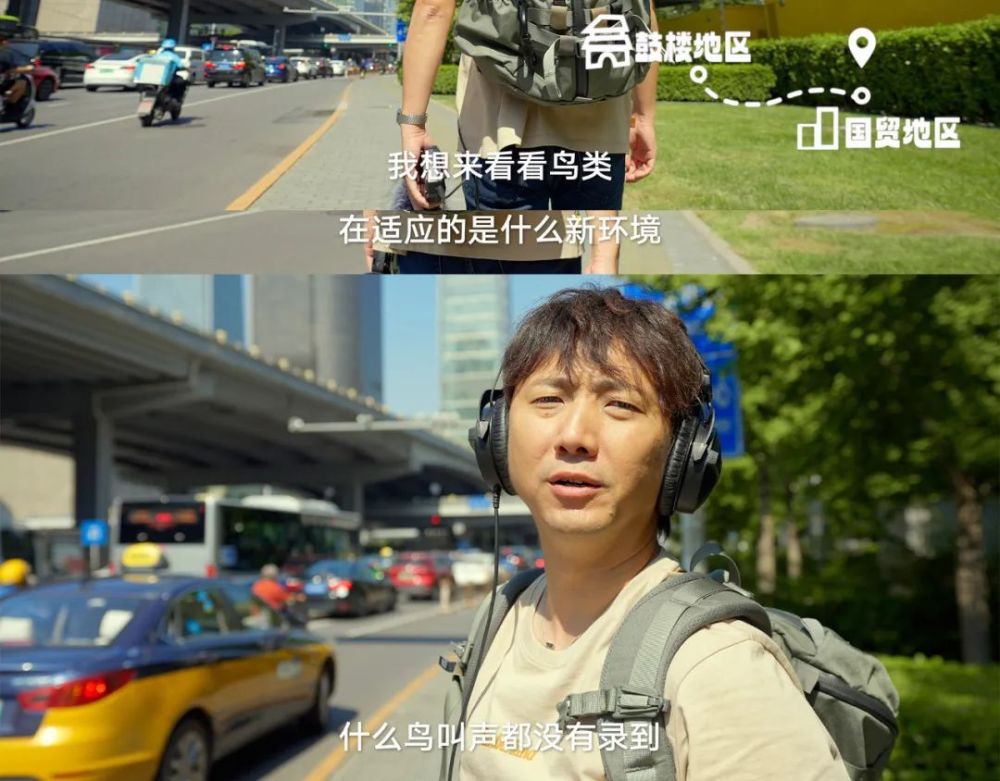 鼓楼地区
国贸地区
我想来看看鸟类
在适应的是什么新环境
什么鸟叫声都没有录到